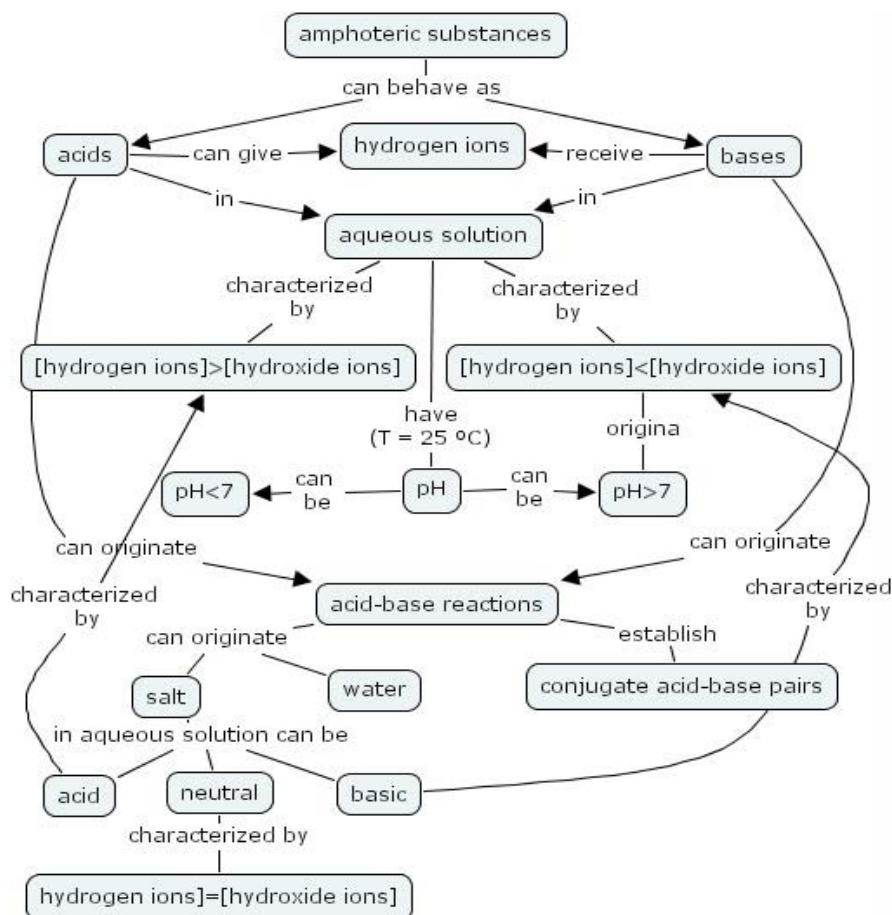 amphoteric substances
can behave as
acids
can give
hydrogen ions
receive
bases
in
in
aqueous solution
characterized
by
characterized
by
[hydrogen ions]>[hydroxide ions]
[hydrogen ions]<[hydroxide ions]
have
(T = 25 ºC)
origina
pH<7
can
be
pH
can
be
pH>7
can originate
can originate
characterized
by
acid-base reactions
characterized
by
can originate
establish
salt
water
conjugate acid-base pairs
in aqueous solution can be
acid
neutral
basic
characterized by
hydrogen ions]=[hydroxide ions]